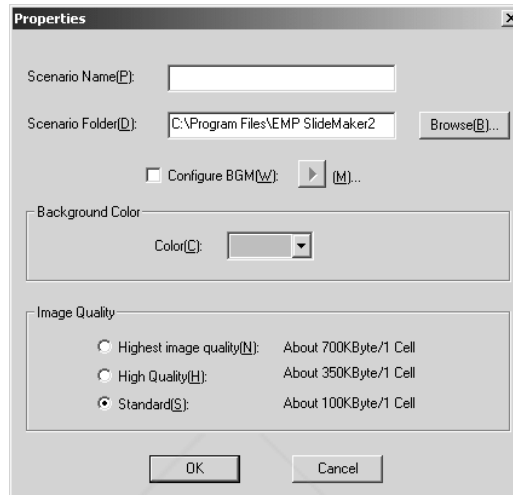 Properties
Scenario Name(P):
Scenario Folder(D): C:\Program Files\EMP SlideMaker2 Browse(B)...
Configure BGM(W): (M)...
Background Color
Color(C):
Image Quality
Highest image quality(N): About 700KByte/1 Cell
High Quality(H): About 350KByte/1 Cell
Standard(S): About 100KByte/1 Cell
OK Cancel